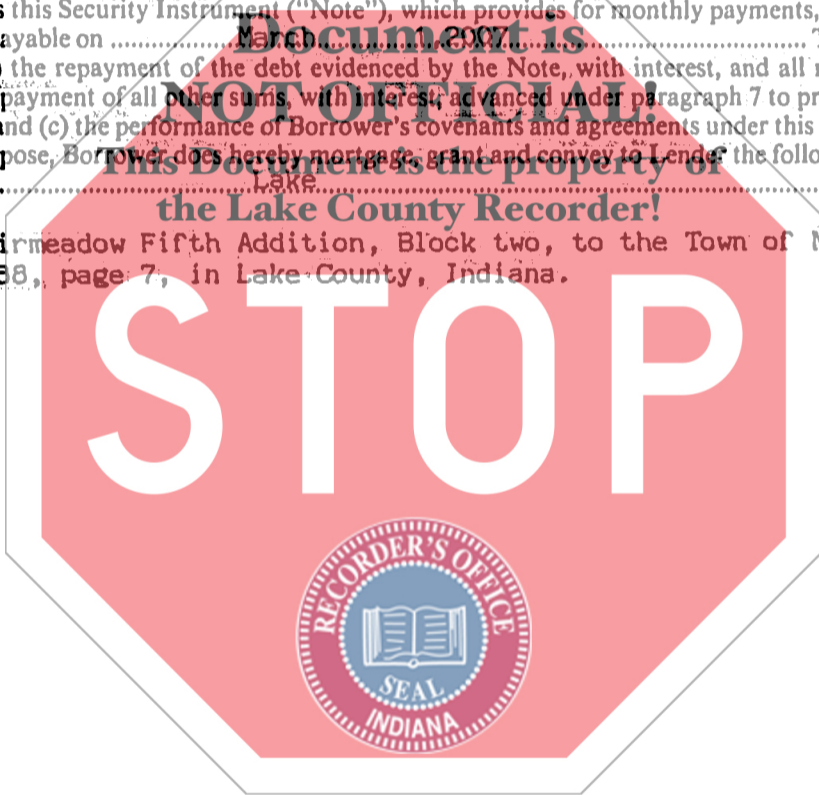 this Security Instrument ("Note"), which provides for monthly payments,
ayable on March 2007
the repayment of the debt evidenced by the Note, with interest, and all
payment of all other sums, with interest, advanced under paragraph 7 to pr
nd (c) the performance of Borrower's covenants and agreements under this
pose, Borrower does hereby mortgage, grant and convey to Lender the follo
Lake
irmeadow Fifth Addition, Block two, to the Town of
38, page 7, in Lake County, Indiana.
Document is
NOT OFFICIAL!
This Document is the property of
the Lake County Recorder!
STOP
RECORDER'S OFFICE
SEAL
INDIANA